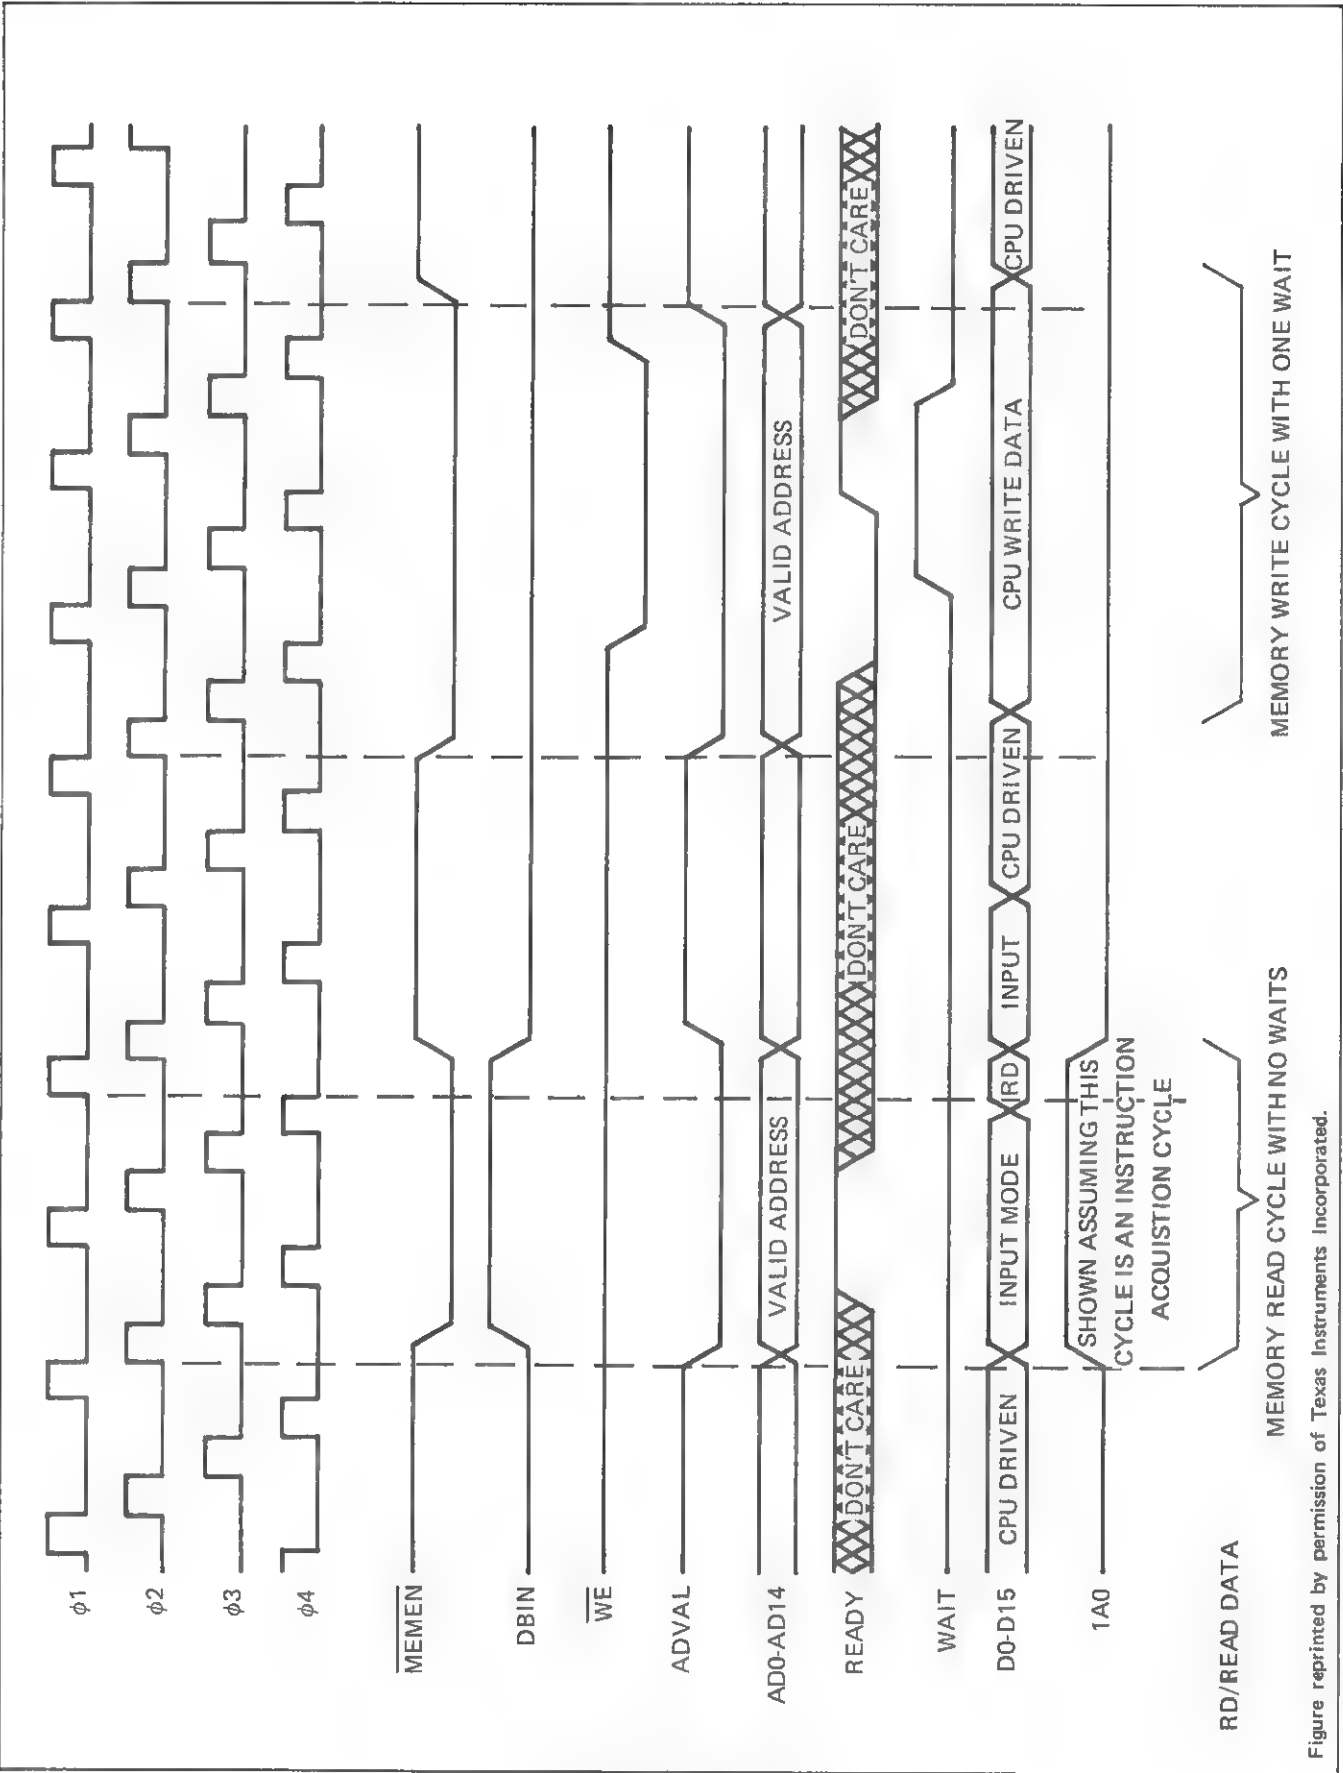 φ1
φ2
φ3
φ4
MEMEN
DBIN
WE
ADVAL
AD0-AD14
VALID ADDRESS
VALID ADDRESS
READY
DON'T CARE
DON'T CARE
DON'T CARE
WAIT
D0-D15
CPU DRIVEN
INPUT MODE
RD
INPUT
CPU DRIVEN
CPU WRITE DATA
CPU DRIVEN
1A0
SHOWN ASSUMING THIS
CYCLE IS AN INSTRUCTION
ACQUISTION CYCLE
RD/READ DATA
MEMORY READ CYCLE WITH NO WAITS
MEMORY WRITE CYCLE WITH ONE WAIT
Figure reprinted by permission of Texas Instruments Incorporated.